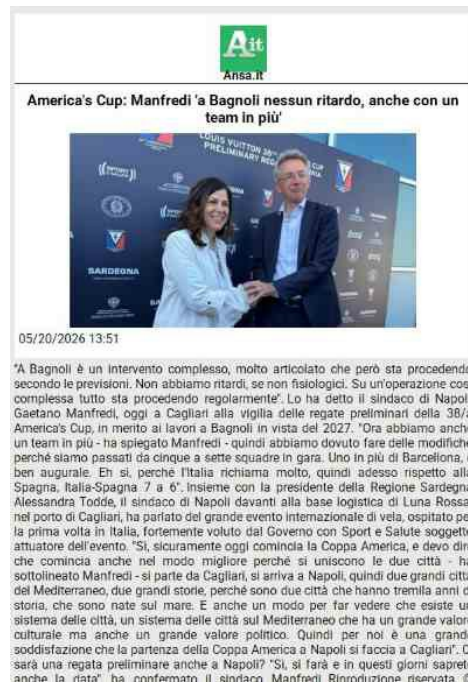 Ait
Ansa.it
America's Cup: Manfredi 'a Bagnoli nessun ritardo, anche con un
team in più'
LOUIS VUITTON 38
PRELIMINARY REG
CUP
SARDEGNA
05/20/2026 13:51
"A Bagnoli è un intervento complesso, molto articolato che però sta procedendo
secondo le previsioni. Non abbiamo ritardi, se non fisiologici. Su un'operazione così
complessa tutto sta procedendo regolarmente". Lo ha detto il sindaco di Napoli
Gaetano Manfredi, oggi a Cagliari alla vigilia delle regate preliminari della 38/a
America's Cup, in merito ai lavori a Bagnoli in vista del 2027. "Ora abbiamo anche
un team in più - ha spiegato Manfredi - quindi abbiamo dovuto fare delle modifiche
perché siamo passati da cinque a sette squadre in gara. Uno in più di Barcellona, è
ben augurale. Eh sì, perché l'Italia richiama molto, quindi adesso rispetto alla
Spagna, Italia-Spagna 7 a 6". Insieme con la presidente della Regione Sardegna
Alessandra Todde, il sindaco di Napoli davanti alla base logistica di Luna Rossa,
nel porto di Cagliari, ha parlato del grande evento internazionale di vela, ospitato per
la prima volta in Italia, fortemente voluto dal Governo con Sport e Salute soggetto
attuatore dell'evento. "Sì, sicuramente oggi comincia la Coppa America, e devo dire
che comincia anche nel modo migliore perché si uniscono le due città - ha
sottolineato Manfredi - si parte da Cagliari, si arriva a Napoli, quindi due grandi città
del Mediterraneo, due grandi storie, perché sono due città che hanno tremila anni di
storia, che sono nate sul mare. E anche un modo per far vedere che esiste un
sistema delle città, un sistema delle città sul Mediterraneo che ha un grande valore
culturale ma anche un grande valore politico. Quindi per noi è una grande
soddisfazione che la partenza della Coppa America a Napoli si faccia a Cagliari". Ci
sarà una regata preliminare anche a Napoli? "Sì, si farà e in questi giorni saprete
anche la data", ha confermato il sindaco Manfredi Riproduzione riservata ©